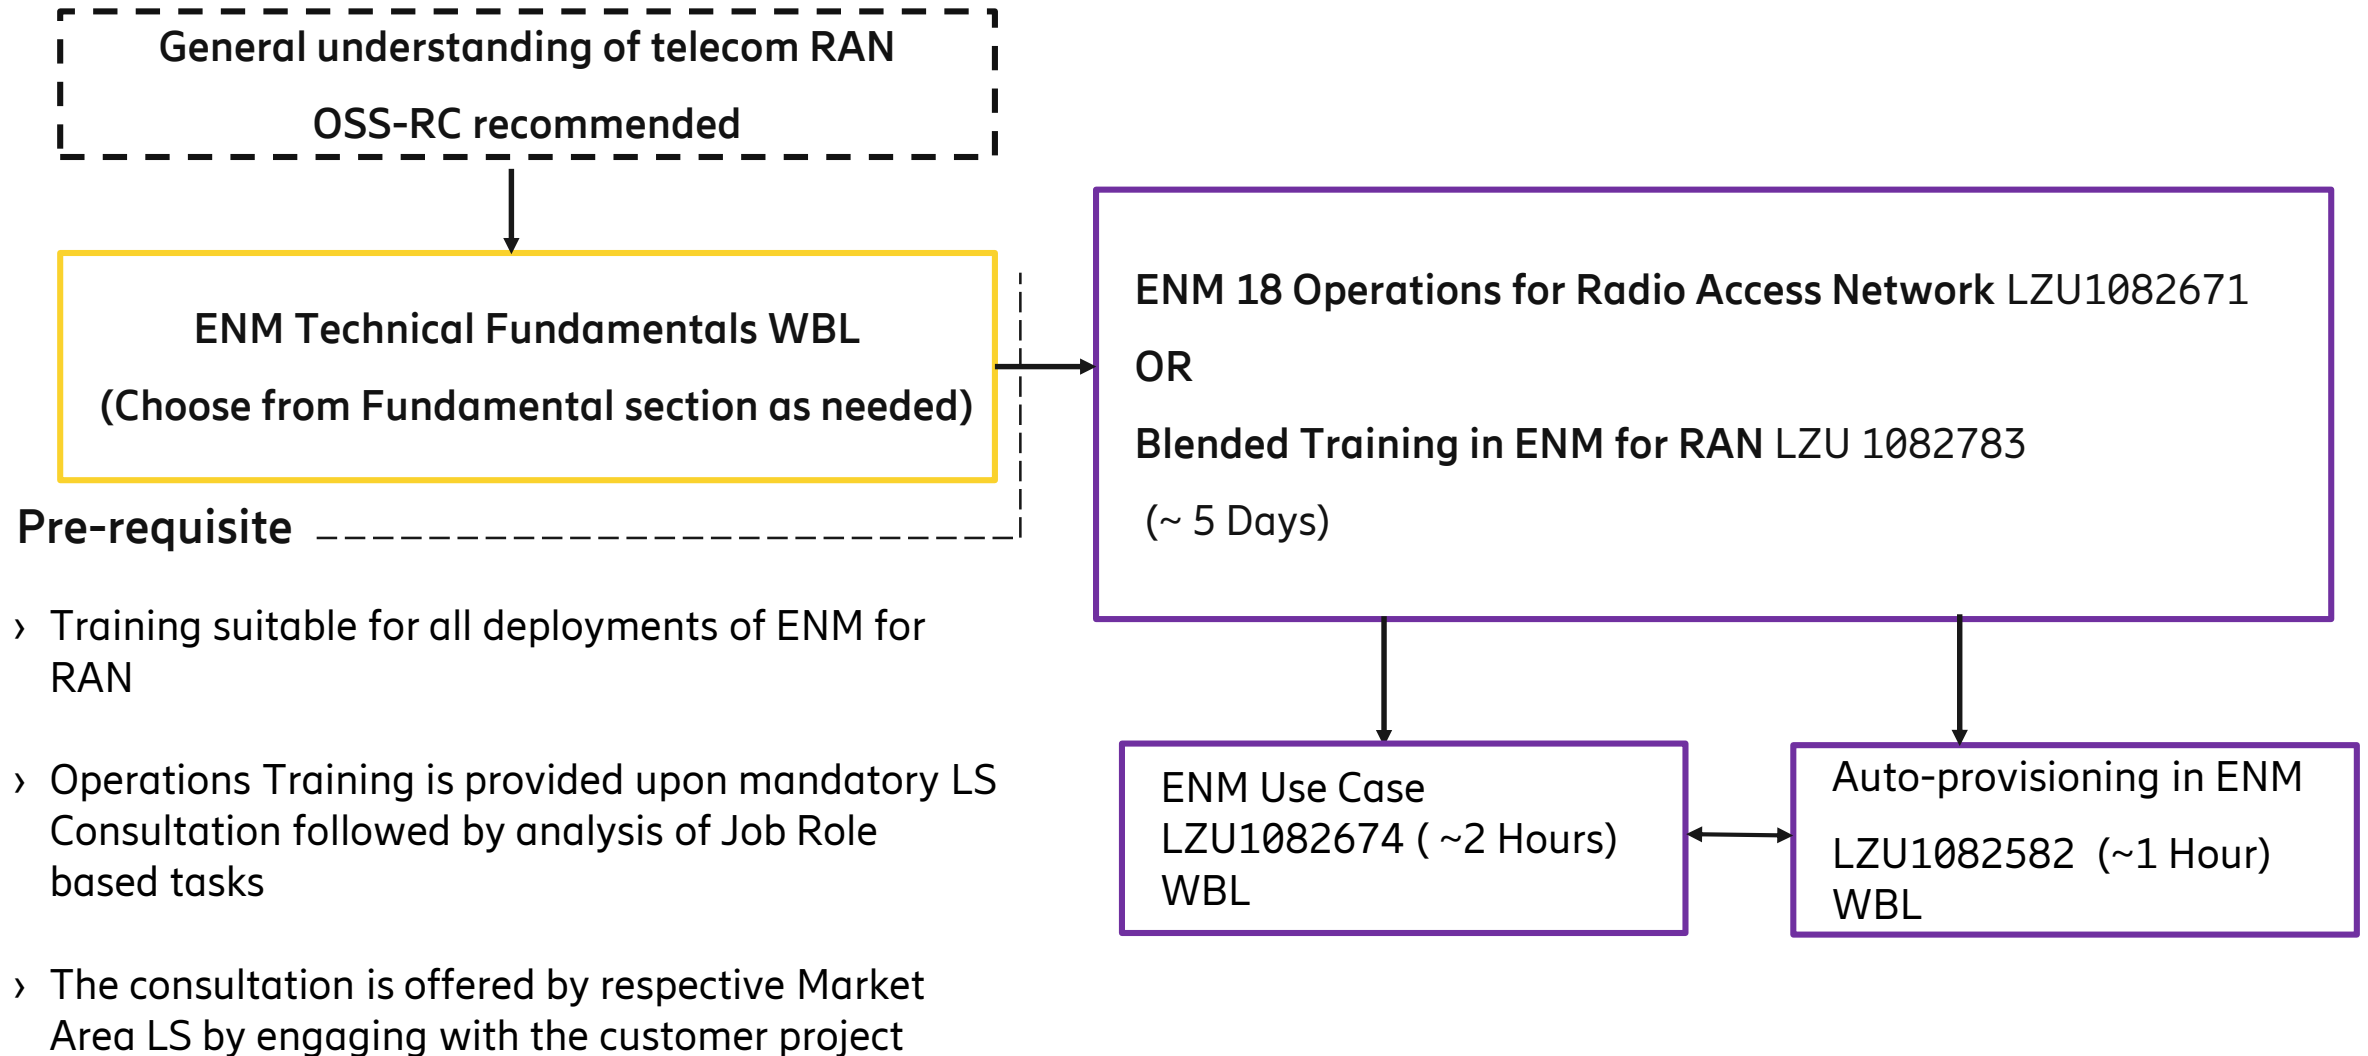 General understanding of telecom RAN
OSS-RC recommended
ENM Technical Fundamentals WBL
(Choose from Fundamental section as needed)
Pre-requisite
› Training suitable for all deployments of ENM for
RAN
› Operations Training is provided upon mandatory LS
Consultation followed by analysis of Job Role
based tasks
› The consultation is offered by respective Market
Area LS by engaging with the customer project
ENM 18 Operations for Radio Access Network LZU1082671
OR
Blended Training in ENM for RAN LZU 1082783
(~ 5 Days)
ENM Use Case
LZU1082674 ( ~2 Hours)
WBL
Auto-provisioning in ENM
LZU1082582 (~1 Hour)
WBL